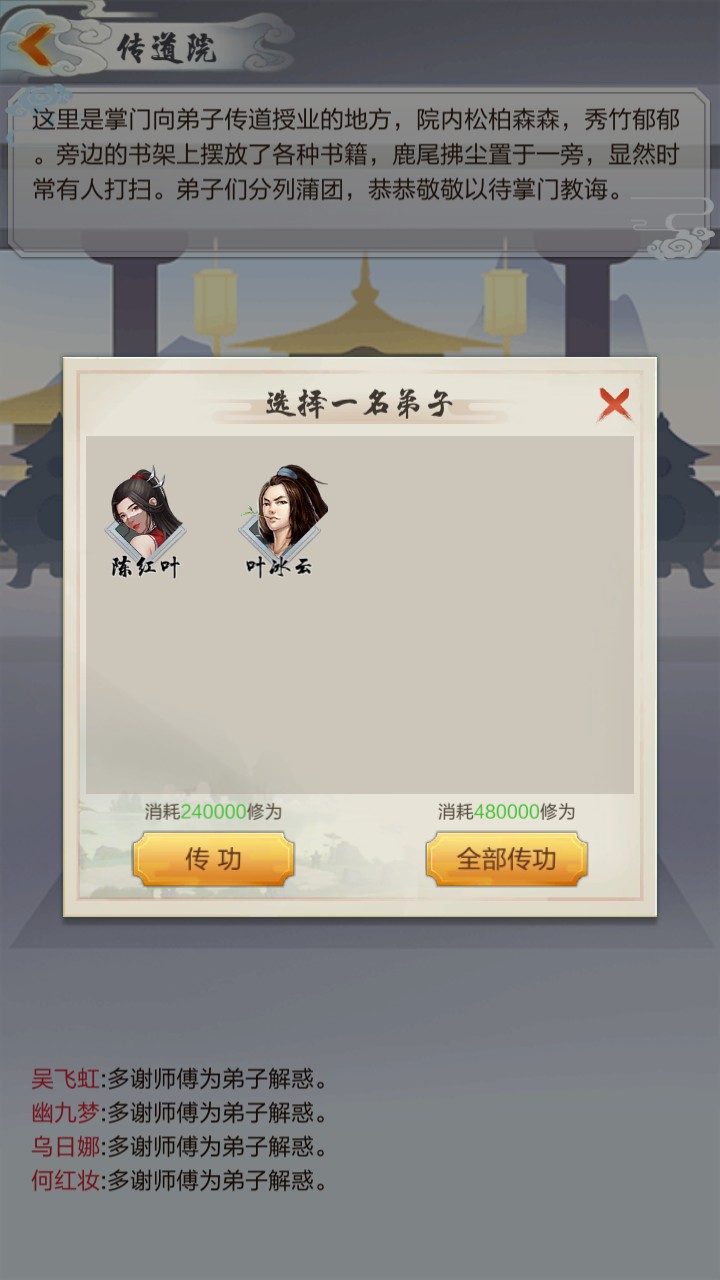 传道院
这里是掌门向弟子传道授业的地方，院内松柏森森，秀竹郁郁
。旁边的书架上摆放了各种书籍，鹿尾拂尘置于一旁，显然时
常有人打扫。弟子们分列蒲团，恭恭敬敬以待掌门教诲。
选择一名弟子
陈红叶 叶冰云
消耗240000修为 消耗480000修为
传功 全部传功
吴飞虹:多谢师傅为弟子解惑。
幽九梦:多谢师傅为弟子解惑。
乌日娜:多谢师傅为弟子解惑。
何红妆:多谢师傅为弟子解惑。